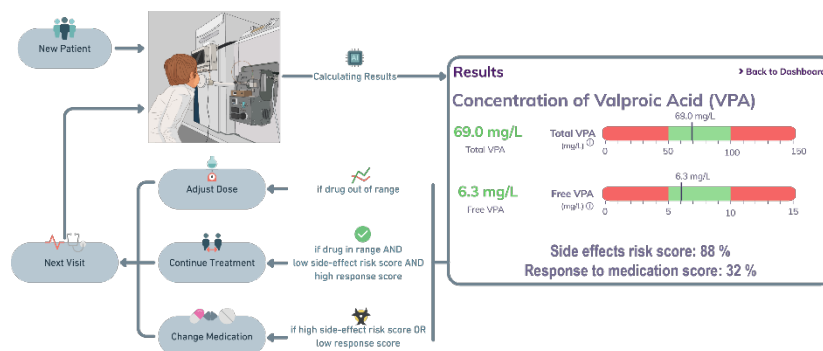 New Patient
AI
Calculating Results
Results
> Back to Dashboard
Concentration of Valproic Acid (VPA)
69.0 mg/L
69.0 mg/L
Total VPA
Total VPA
(mg/L) i
0 50 100 150
6.3 mg/L
6.3 mg/L
Free VPA
Free VPA
(mg/L) i
0 5 10 15
Side effects risk score: 88 %
Response to medication score: 32 %
Adjust Dose
if drug out of range
Next Visit
Continue Treatment
if drug in range AND
low side-effect risk score AND
high response score
Change Medication
if high side-effect risk score OR
low response score